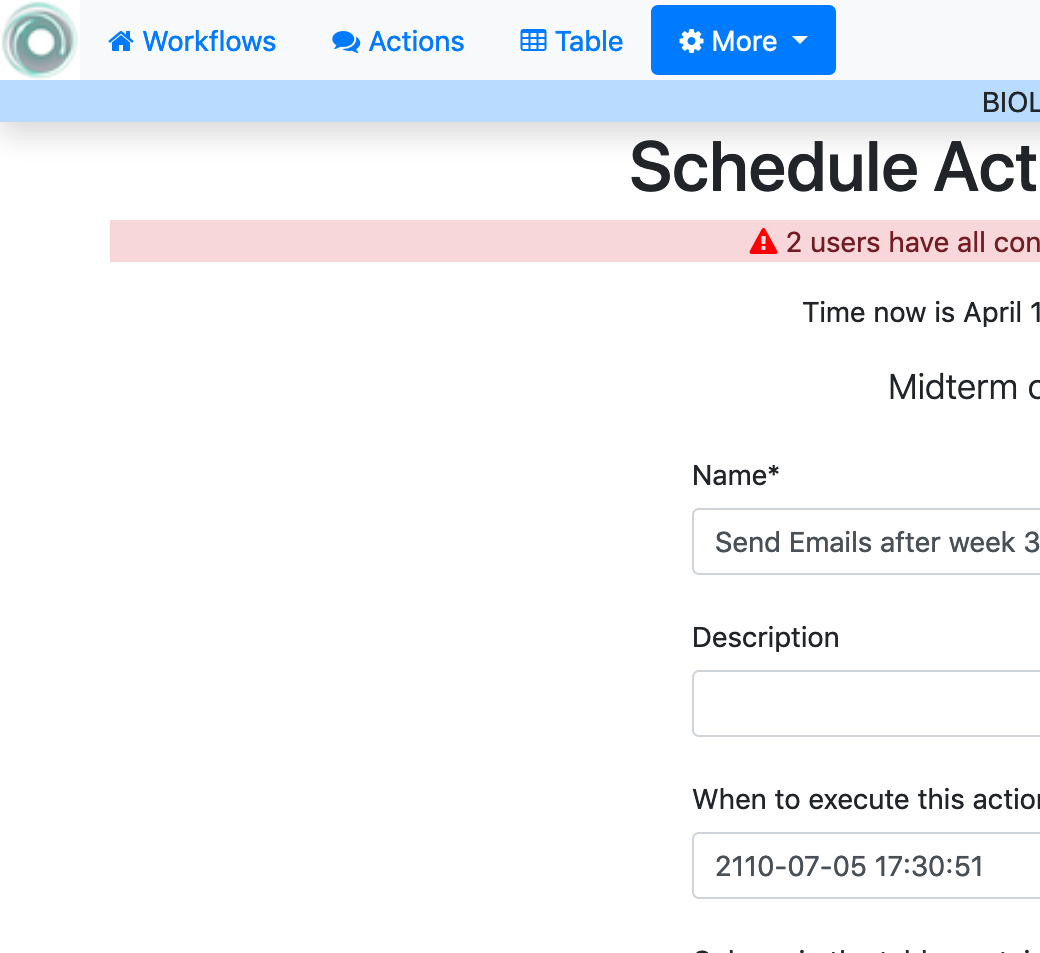 Workflows Actions Table More
BIOL
Schedule Act
2 users have all con
Time now is April 1
Midterm
Name*
Send Emails after week 3
Description
When to execute this action
2110-07-05 17:30:51